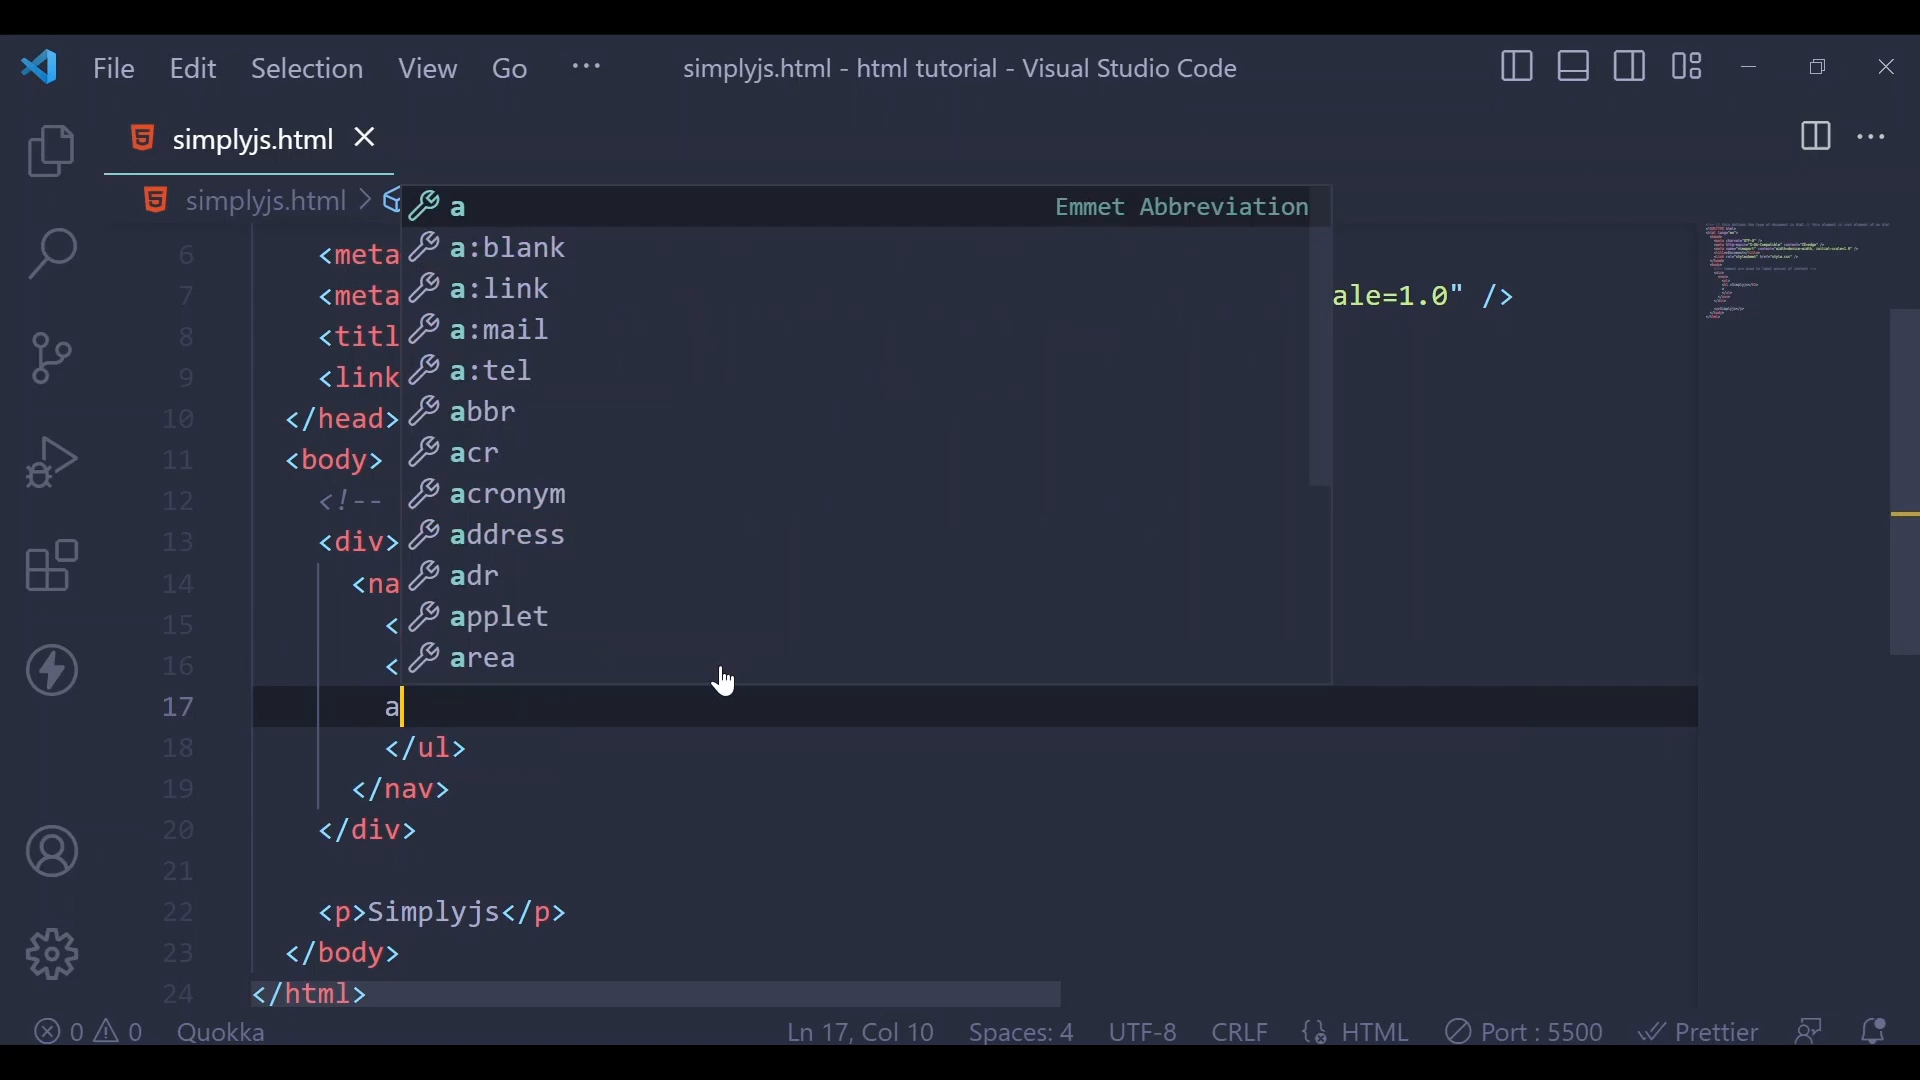 File Edit Selection View Go ··· simplyjs.html - html tutorial - Visual Studio Code
simplyjs.html
simplyjs.html >
a Emmet Abbreviation
6 <meta a:blank
a:link
7 <meta ale=1.0" />
8 <titl a:mail
9 <link a:tel
10 </head> abbr
11 <body> acr
12 <!-- acronym
13 <div> address
14 <na adr
15 < applet
16 < area
17 a
18 </ul>
19 </nav>
20 </div>
21
22 <p>Simplyjs</p>
23 </body>
24 </html>
0 0 Quokka Ln 17, Col 10 Spaces: 4 UTF-8 CRLF {} HTML Port : 5500 Prettier